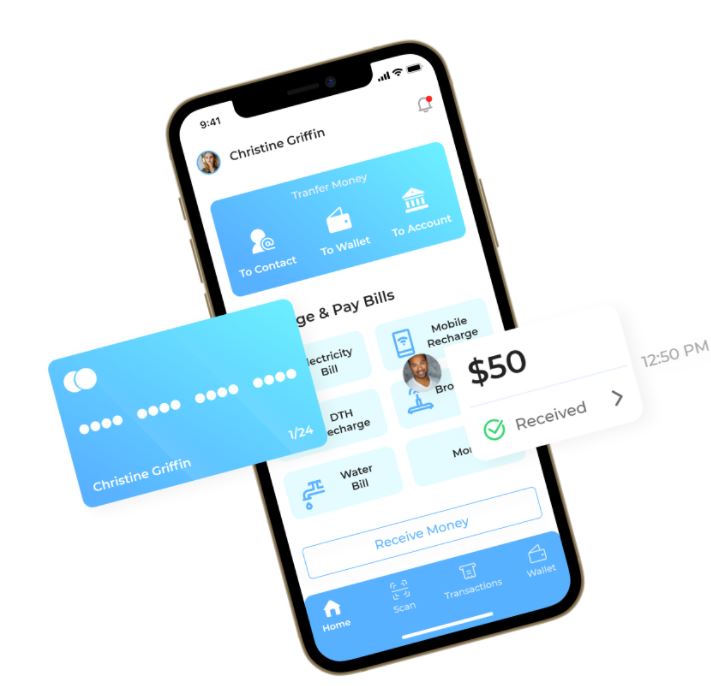 9:41
Christine Griffin
Tranfer Money
To Contact
To Wallet
To Account
ge & Pay Bills
lectricity
Bill
Mobile
Recharge
DTH
echarge
Bro
Water
Bill
Mo
Receive Money
Home
Scan
Transactions
Wallet
1/24
Christine Griffin
$50
Received
12:50 PM